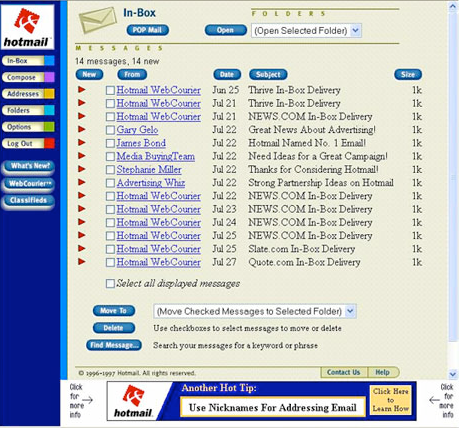 hotmail
In-Box
Compose
Addresses
Folders
Options
Log Out
What's New?
WebCourier™
Classifieds
In-Box
FOLDERS
POP Mail
Open
(Open Selected Folder)
MESSAGES
14 messages, 14 new
New From Date Subject Size
Hotmail WebCourier Jun 25 Thrive In-Box Delivery 1k
Hotmail WebCourier Jul 21 Thrive In-Box Delivery 1k
Hotmail WebCourier Jul 21 NEWS.COM In-Box Delivery 1k
Gary Gelo Jul 22 Great News About Advertising! 1k
James Bond Jul 22 Hotmail Named No. 1 Email! 1k
Media BuyingTeam Jul 22 Need Ideas for a Great Campaign! 1k
Stephanie Miller Jul 22 Thanks for Considering Hotmail! 1k
Advertising Whiz Jul 22 Strong Partnership Ideas on Hotmail 1k
Hotmail WebCourier Jul 22 NEWS.COM In-Box Delivery 1k
Hotmail WebCourier Jul 23 NEWS.COM In-Box Delivery 1k
Hotmail WebCourier Jul 24 NEWS.COM In-Box Delivery 1k
Hotmail WebCourier Jul 25 NEWS.COM In-Box Delivery 1k
Hotmail WebCourier Jul 25 Slate.com In-Box Delivery 1k
Hotmail WebCourier Jul 27 Quote.com In-Box Delivery 1k
Select all displayed messages
Move To (Move Checked Messages to Selected Folder)
Delete Use checkboxes to select messages to move or delete
Find Message... Search your messages for a keyword or phrase
© 1996-1997 Hotmail. All rights reserved. Contact Us Help
Click for more info
hotmail.
Another Hot Tip:
Use Nicknames For Addressing Email
Click Here to Learn How
Click for more info